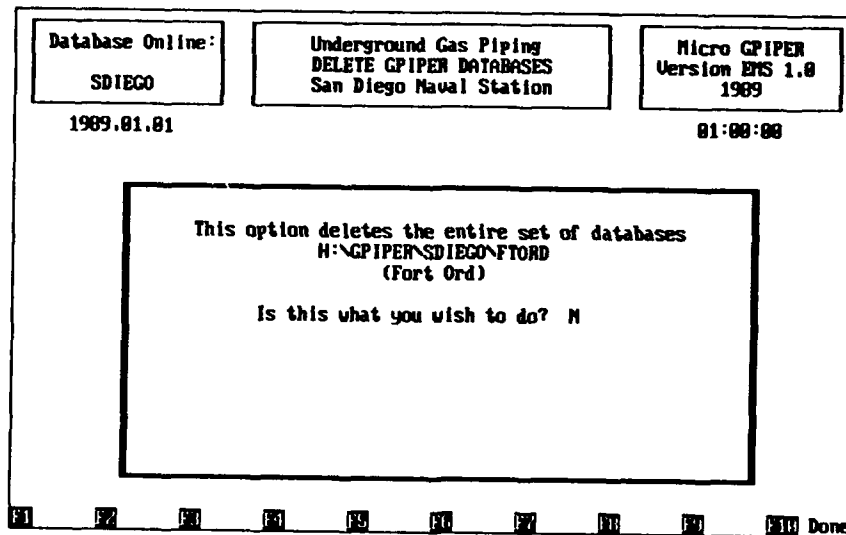 Database Online:
SDIEGO
Underground Gas Piping
DELETE GPIPER DATABASES
San Diego Naval Station
Micro GPIPER
Version EMS 1.0
1989
1989.01.01
01:00:00
This option deletes the entire set of databases
H:\GPIPER\SDIEGO\FTORD
(Fort Ord)
Is this what you wish to do? N
F1 F2 F3 F4 F5 F6 F7 F8 F9 F10 Done